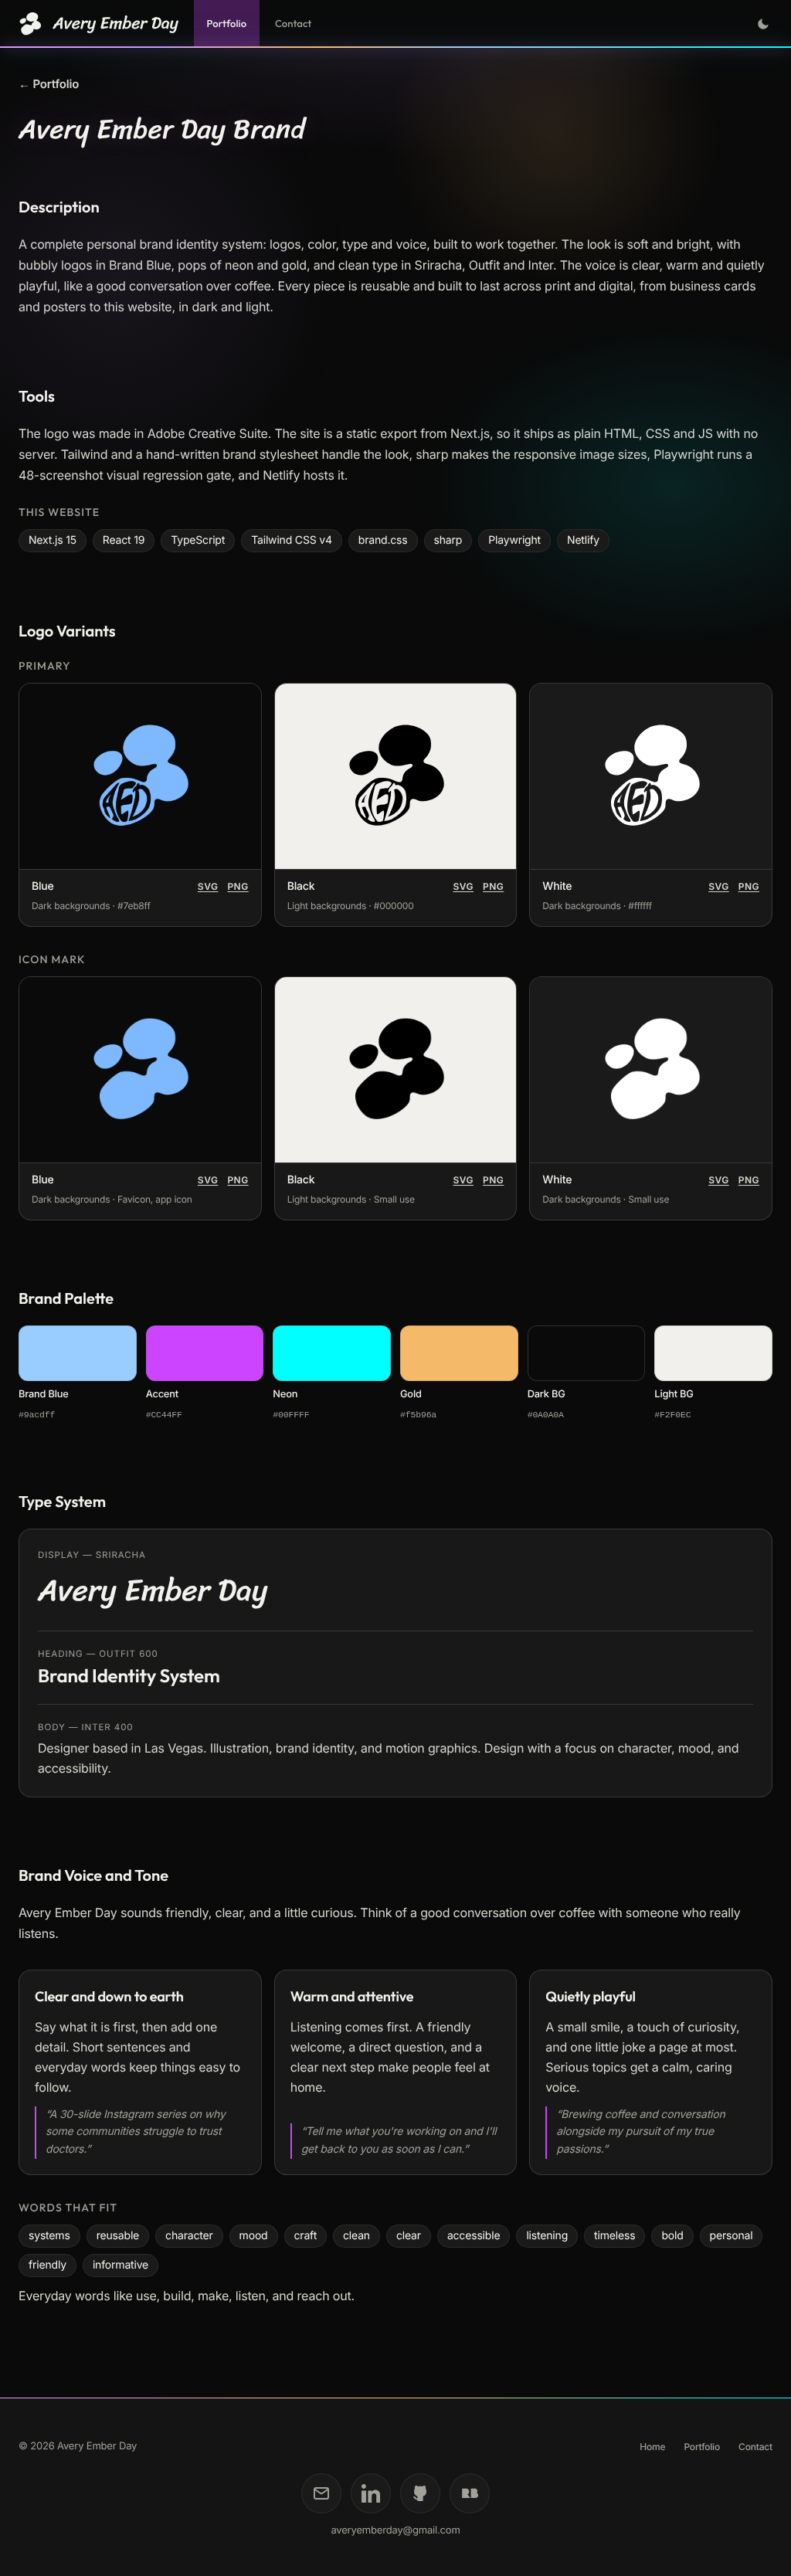 Avery Ember Day Portfolio Contact
← Portfolio
Avery Ember Day Brand
Description
A complete personal brand identity system: logos, color, type and voice, built to work together. The look is soft and bright, with
bubbly logos in Brand Blue, pops of neon and gold, and clean type in Sriracha, Outfit and Inter. The voice is clear, warm and quietly
playful, like a good conversation over coffee. Every piece is reusable and built to last across print and digital, from business cards
and posters to this website, in dark and light.
Tools
The logo was made in Adobe Creative Suite. The site is a static export from Next.js, so it ships as plain HTML, CSS and JS with no
server. Tailwind and a hand-written brand stylesheet handle the look, sharp makes the responsive image sizes, Playwright runs a
48-screenshot visual regression gate, and Netlify hosts it.
THIS WEBSITE
Next.js 15 React 19 TypeScript Tailwind CSS v4 brand.css sharp Playwright Netlify
Logo Variants
PRIMARY
AED AED AED
Blue SVG PNG Black SVG PNG White SVG PNG
Dark backgrounds · #7eb8ff Light backgrounds · #000000 Dark backgrounds · #ffffff
ICON MARK
Blue SVG PNG Black SVG PNG White SVG PNG
Dark backgrounds · Favicon, app icon Light backgrounds · Small use Dark backgrounds · Small use
Brand Palette
Brand Blue Accent Neon Gold Dark BG Light BG
#9acdff #CC44FF #00FFFF #f5b96a #0A0A0A #F2F0EC
Type System
DISPLAY — SRIRACHA
Avery Ember Day
HEADING — OUTFIT 600
Brand Identity System
BODY — INTER 400
Designer based in Las Vegas. Illustration, brand identity, and motion graphics. Design with a focus on character, mood, and
accessibility.
Brand Voice and Tone
Avery Ember Day sounds friendly, clear, and a little curious. Think of a good conversation over coffee with someone who really
listens.
Clear and down to earth
Say what it is first, then add one
detail. Short sentences and
everyday words keep things easy to
follow.
“A 30-slide Instagram series on why
some communities struggle to trust
doctors.”
Warm and attentive
Listening comes first. A friendly
welcome, a direct question, and a
clear next step make people feel at
home.
“Tell me what you're working on and I'll
get back to you as soon as I can.”
Quietly playful
A small smile, a touch of curiosity,
and one little joke a page at most.
Serious topics get a calm, caring
voice.
“Brewing coffee and conversation
alongside my pursuit of my true
passions.”
WORDS THAT FIT
systems reusable character mood craft clean clear accessible listening timeless bold personal
friendly informative
Everyday words like use, build, make, listen, and reach out.
© 2026 Avery Ember Day Home Portfolio Contact
averyemberday@gmail.com